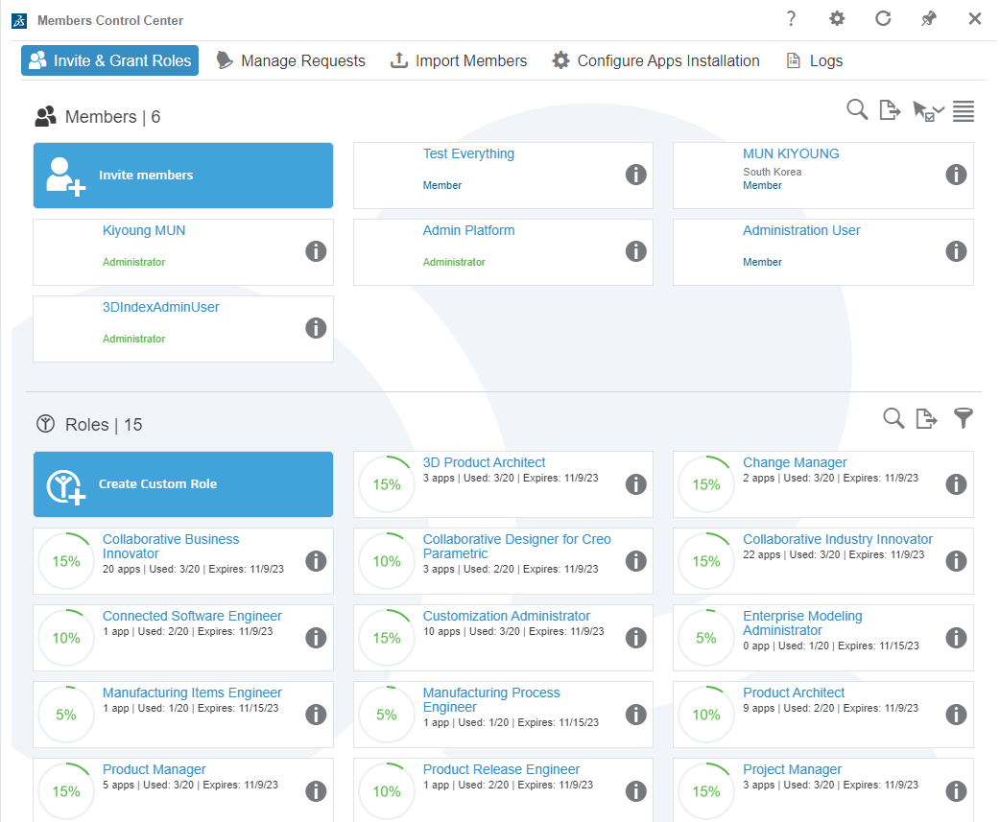 Members Control Center
?
Invite & Grant Roles
Manage Requests
Import Members
Configure Apps Installation
Logs
Members | 6
Invite members
Test Everything
Member
MUN KIYOUNG
South Korea
Member
Kiyoung MUN
Administrator
Admin Platform
Administrator
Administration User
Member
3DIndexAdminUser
Administrator
Roles | 15
Create Custom Role
15%
3D Product Architect
3 apps | Used: 3/20 | Expires: 11/9/23
15%
Change Manager
2 apps | Used: 3/20 | Expires: 11/9/23
15%
Collaborative Business
Innovator
20 apps | Used: 3/20 | Expires: 11/9/23
10%
Collaborative Designer for Creo
Parametric
3 apps | Used: 2/20 | Expires: 11/9/23
15%
Collaborative Industry Innovator
22 apps | Used: 3/20 | Expires: 11/9/23
10%
Connected Software Engineer
1 app | Used: 2/20 | Expires: 11/9/23
15%
Customization Administrator
10 apps | Used: 3/20 | Expires: 11/9/23
5%
Enterprise Modeling
Administrator
0 app | Used: 1/20 | Expires: 11/15/23
5%
Manufacturing Items Engineer
1 app | Used: 1/20 | Expires: 11/15/23
5%
Manufacturing Process
Engineer
1 app | Used: 1/20 | Expires: 11/15/23
10%
Product Architect
9 apps | Used: 2/20 | Expires: 11/9/23
15%
Product Manager
5 apps | Used: 3/20 | Expires: 11/9/23
10%
Product Release Engineer
1 app | Used: 2/20 | Expires: 11/9/23
15%
Project Manager
3 apps | Used: 3/20 | Expires: 11/9/23